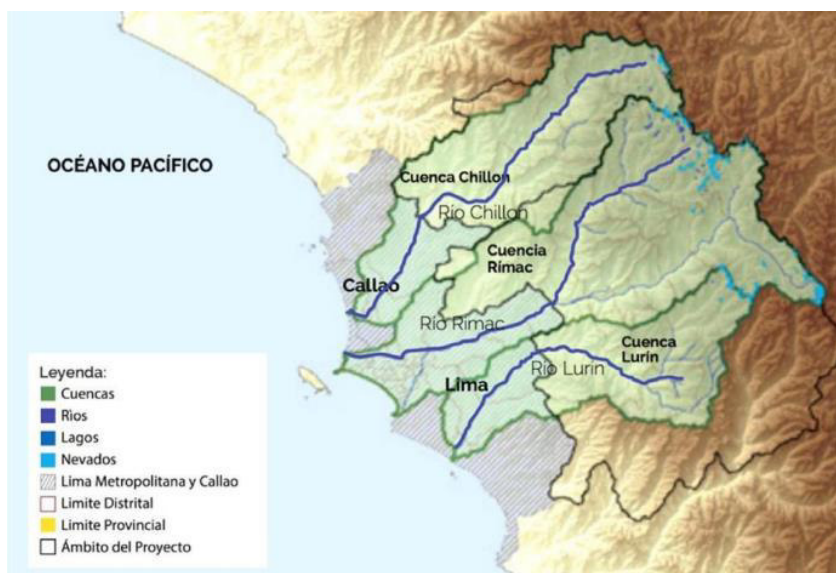 OCÉANO PACÍFICO
Cuenca Chillon
Río Chillon
Cuencia
Rímac
Callao
Río Rimac
Cuenca
Lurín
Río Lurin
Lima
Leyenda:
Cuencas
Rios
Lagos
Nevados
Lima Metropolitana y Callao
Limite Distrital
Limite Provincial
Ámbito del Proyecto